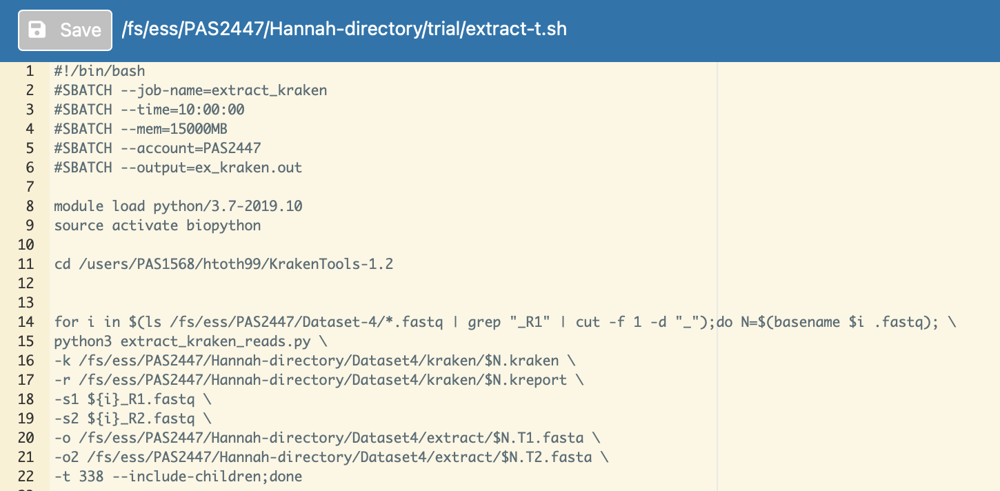 Save /fs/ess/PAS2447/Hannah-directory/trial/extract-t.sh
1 #!/bin/bash
2 #SBATCH --job-name=extract_kraken
3 #SBATCH --time=10:00:00
4 #SBATCH --mem=15000MB
5 #SBATCH --account=PAS2447
6 #SBATCH --output=ex_kraken.out
7
8 module load python/3.7-2019.10
9 source activate biopython
10
11 cd /users/PAS1568/htoth99/KrakenTools-1.2
12
13
14 for i in $(ls /fs/ess/PAS2447/Dataset-4/*.fastq | grep "_R1" | cut -f 1 -d "_");do N=$(basename $i .fastq); \
15 python3 extract_kraken_reads.py \
16 -k /fs/ess/PAS2447/Hannah-directory/Dataset4/kraken/$N.kraken \
17 -r /fs/ess/PAS2447/Hannah-directory/Dataset4/kraken/$N.kreport \
18 -s1 ${i}_R1.fastq \
19 -s2 ${i}_R2.fastq \
20 -o /fs/ess/PAS2447/Hannah-directory/Dataset4/extract/$N.T1.fasta \
21 -o2 /fs/ess/PAS2447/Hannah-directory/Dataset4/extract/$N.T2.fasta \
22 -t 338 --include-children;done